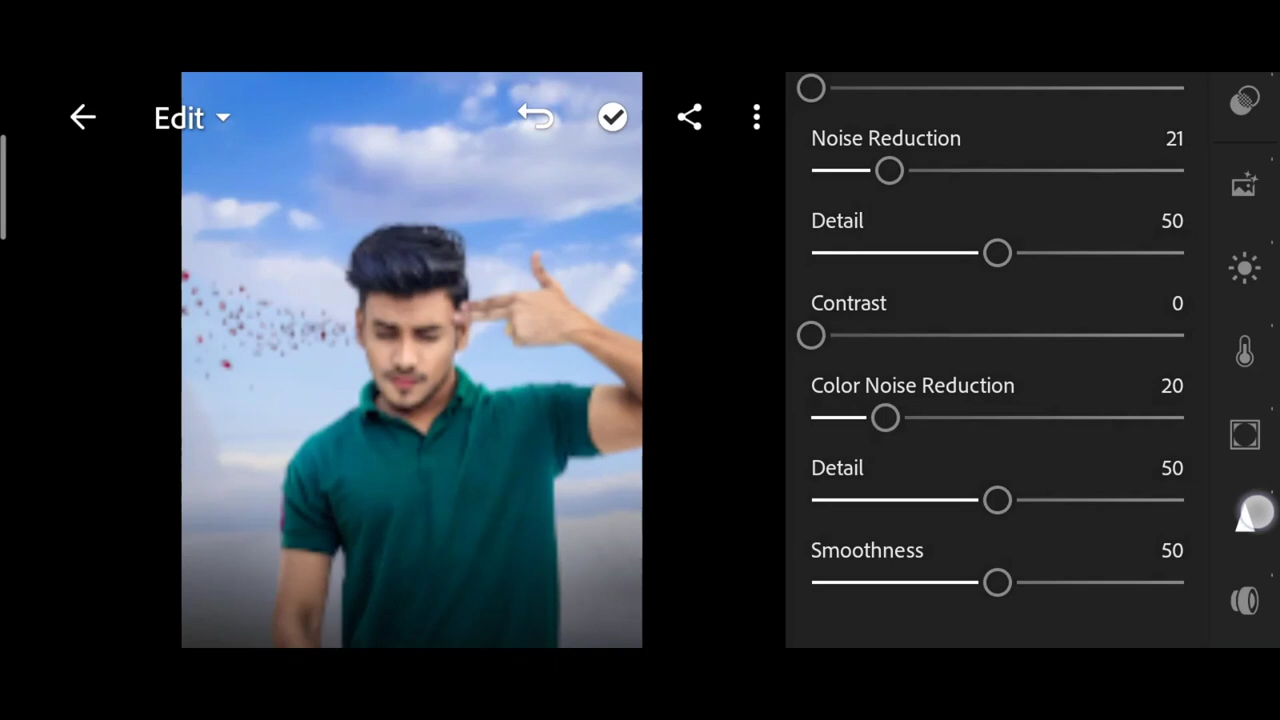 Edit
Noise Reduction 21
Detail 50
Contrast 0
Color Noise Reduction 20
Detail 50
Smoothness 50